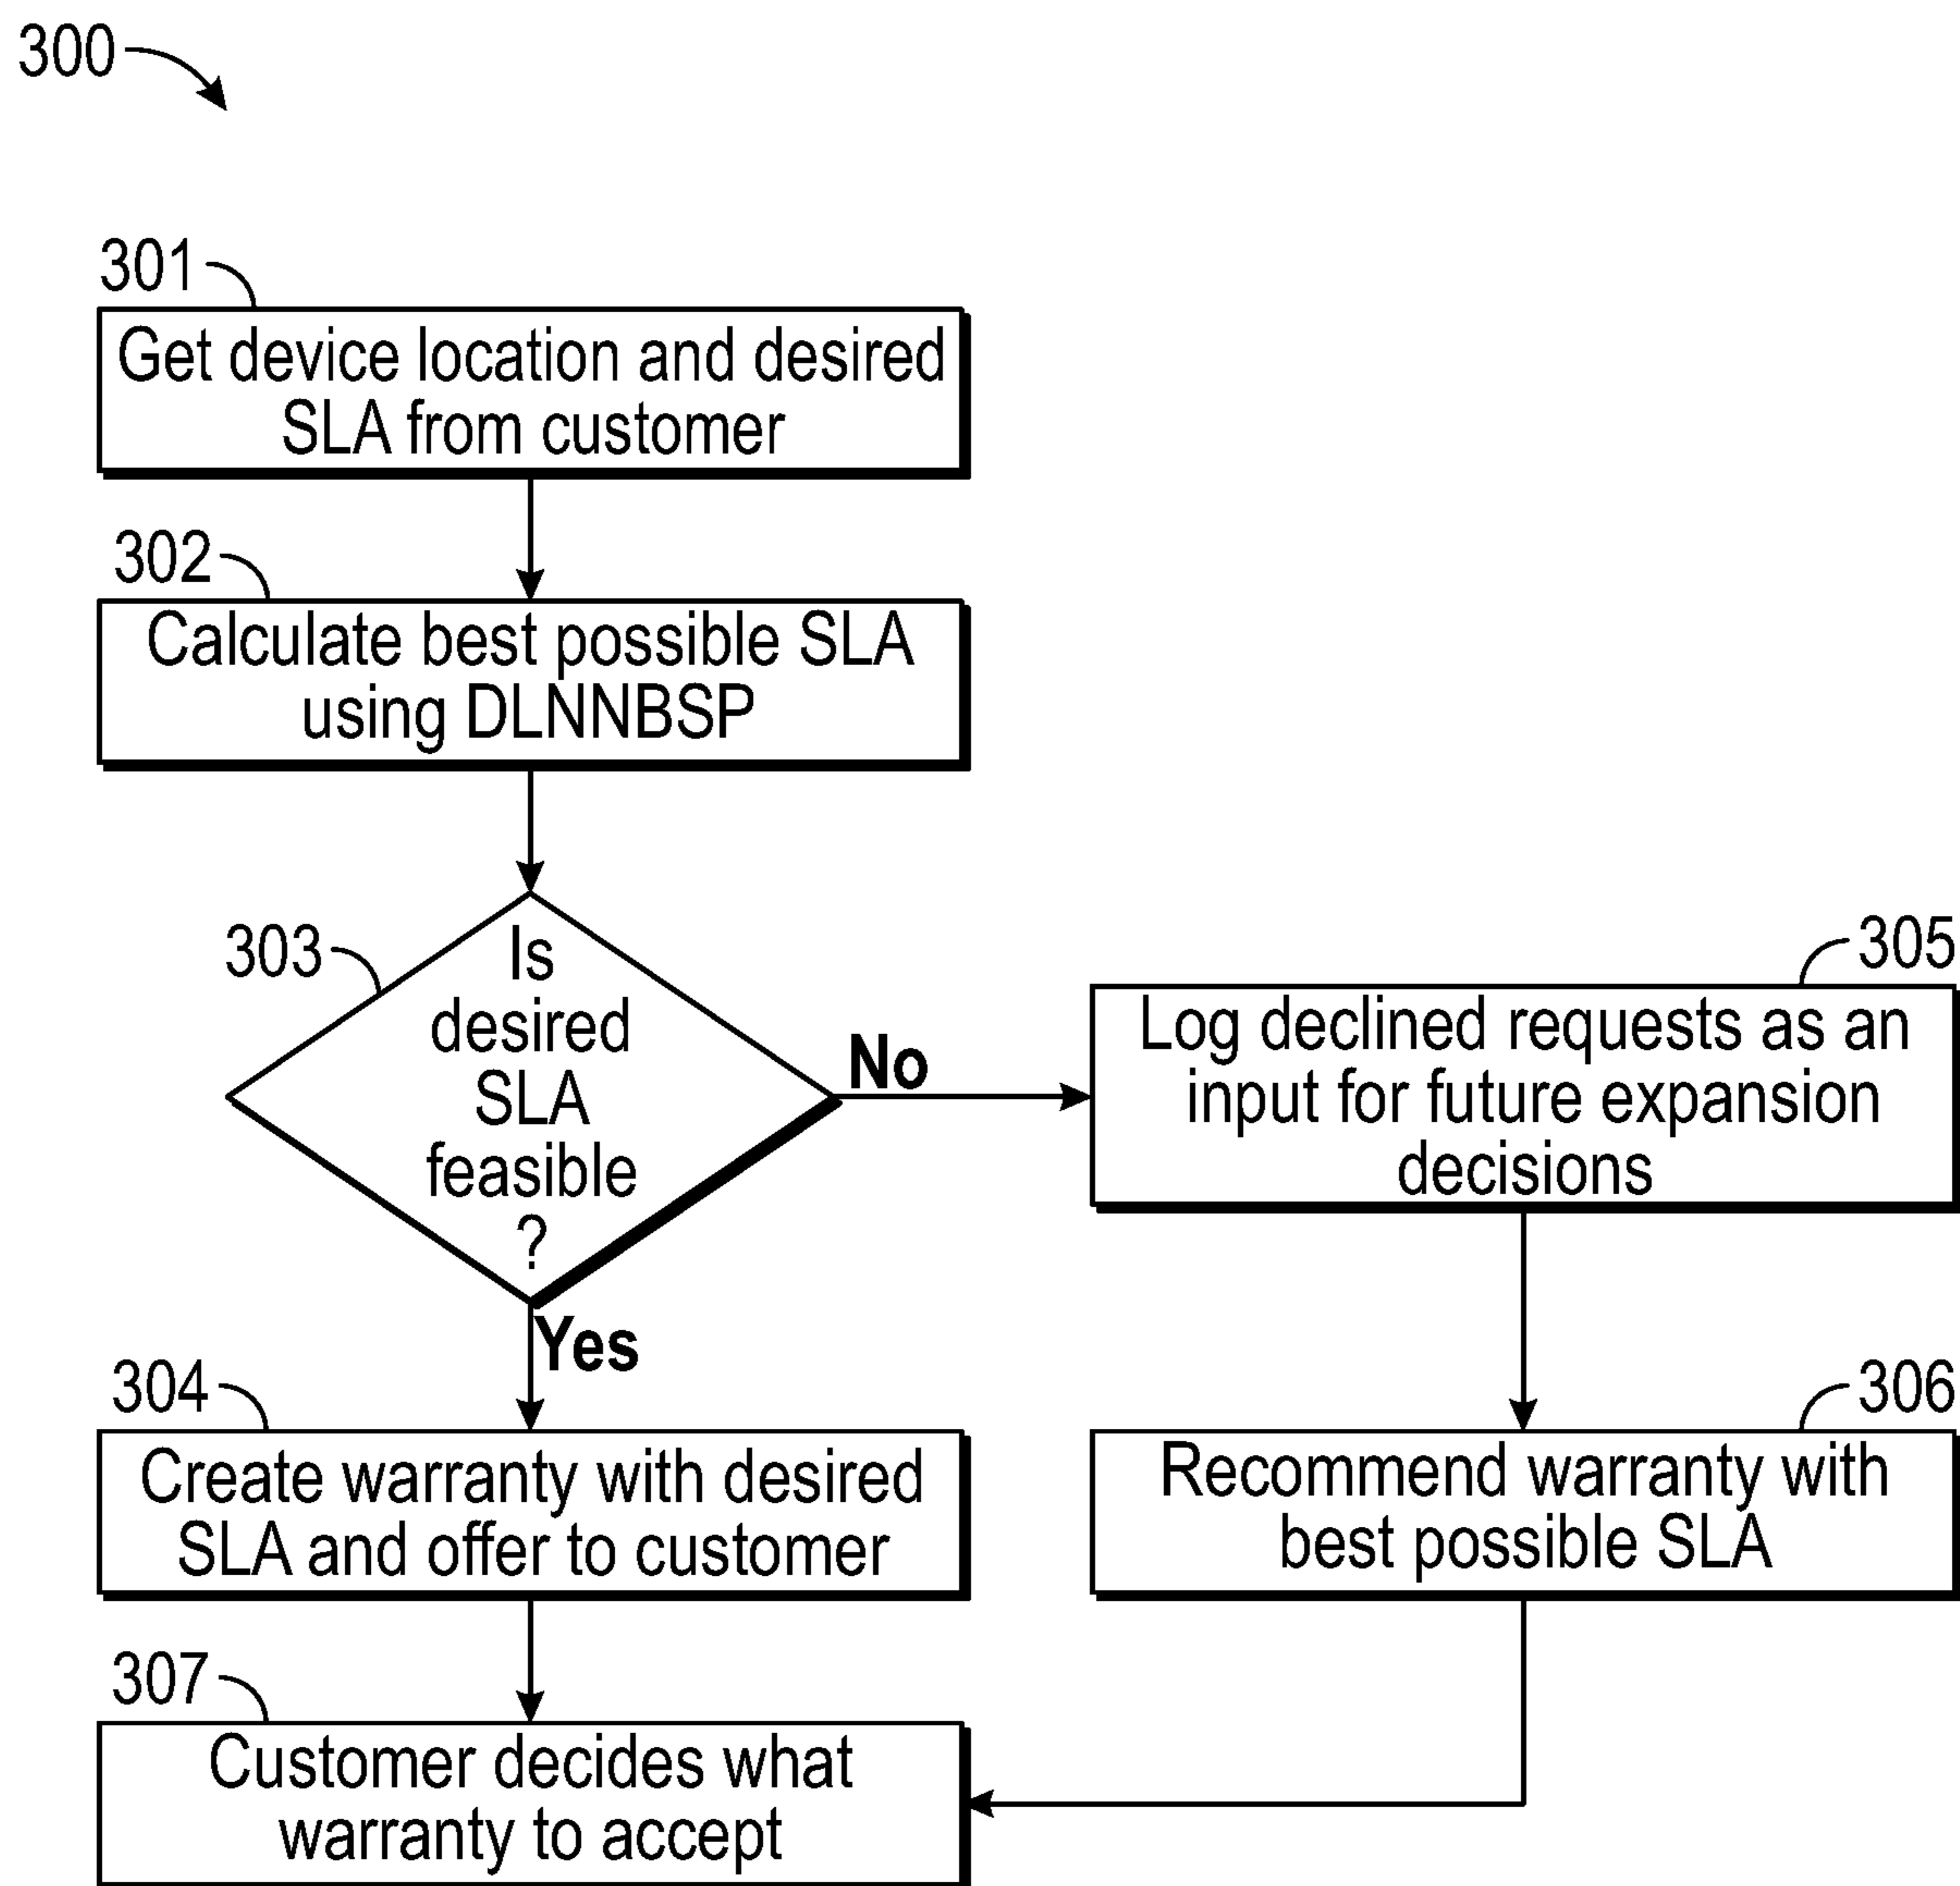 300
301
Get device location and desired
SLA from customer
302
Calculate best possible SLA
using DLNNBSP
303
Is
desired
SLA
feasible
?
No
Yes
305
Log declined requests as an
input for future expansion
decisions
304
Create warranty with desired
SLA and offer to customer
306
Recommend warranty with
best possible SLA
307
Customer decides what
warranty to accept